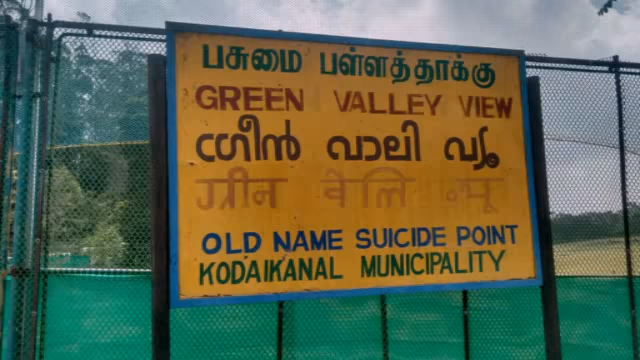 பசுமை பள்ளத்தாக்கு
GREEN VALLEY VIEW
ഗ്രീൻ വാലി വ്യൂ
ग्रीन वेलि व्यू
OLD NAME SUICIDE POINT
KODAIKANAL MUNICIPALITY